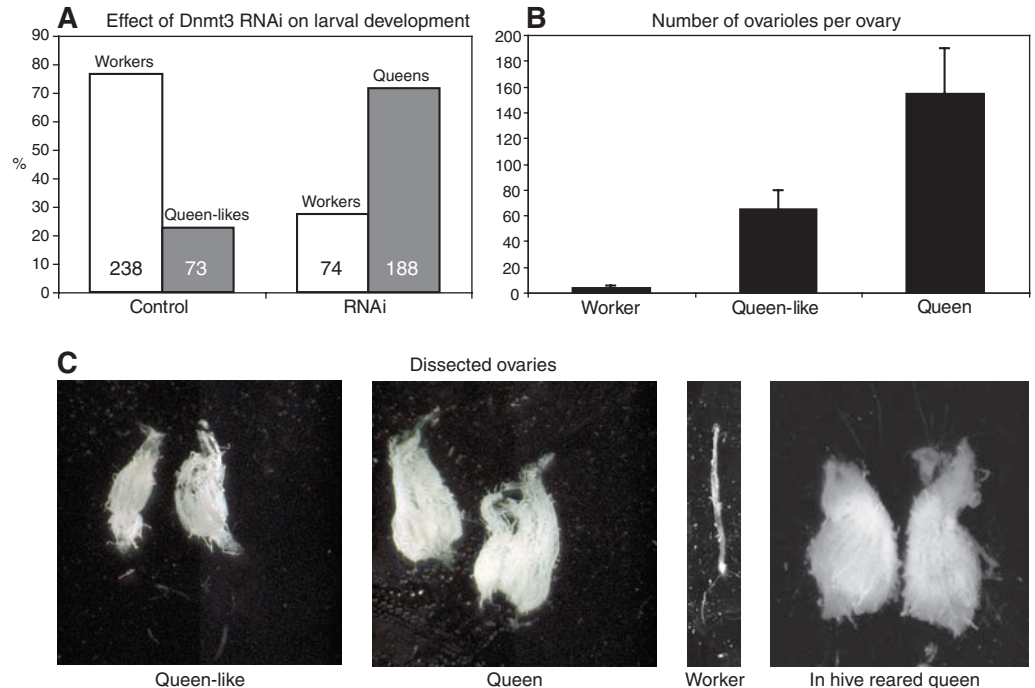 A Effect of Dnmt3 RNAi on larval development
90
80
70
60
50
40
30
20
10
0
%
Workers
Queen-likes
Workers
Queens
238
73
74
188
Control
RNAi
B Number of ovarioles per ovary
200
180
160
140
120
100
80
60
40
20
0
Worker
Queen-like
Queen
C Dissected ovaries
Queen-like
Queen
Worker
In hive reared queen